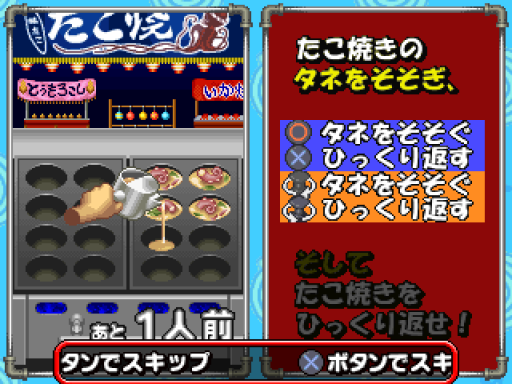 たこ焼
とうもろこし
いかも
あと1人前
たこ焼きの
タネをそそぎ、
タネをそそぐ
ひっくり返す
タネをそそぐ
ひっくり返す
そして
たこ焼きを
ひっくり返せ！
タンでスキップ
ボタンでスキ